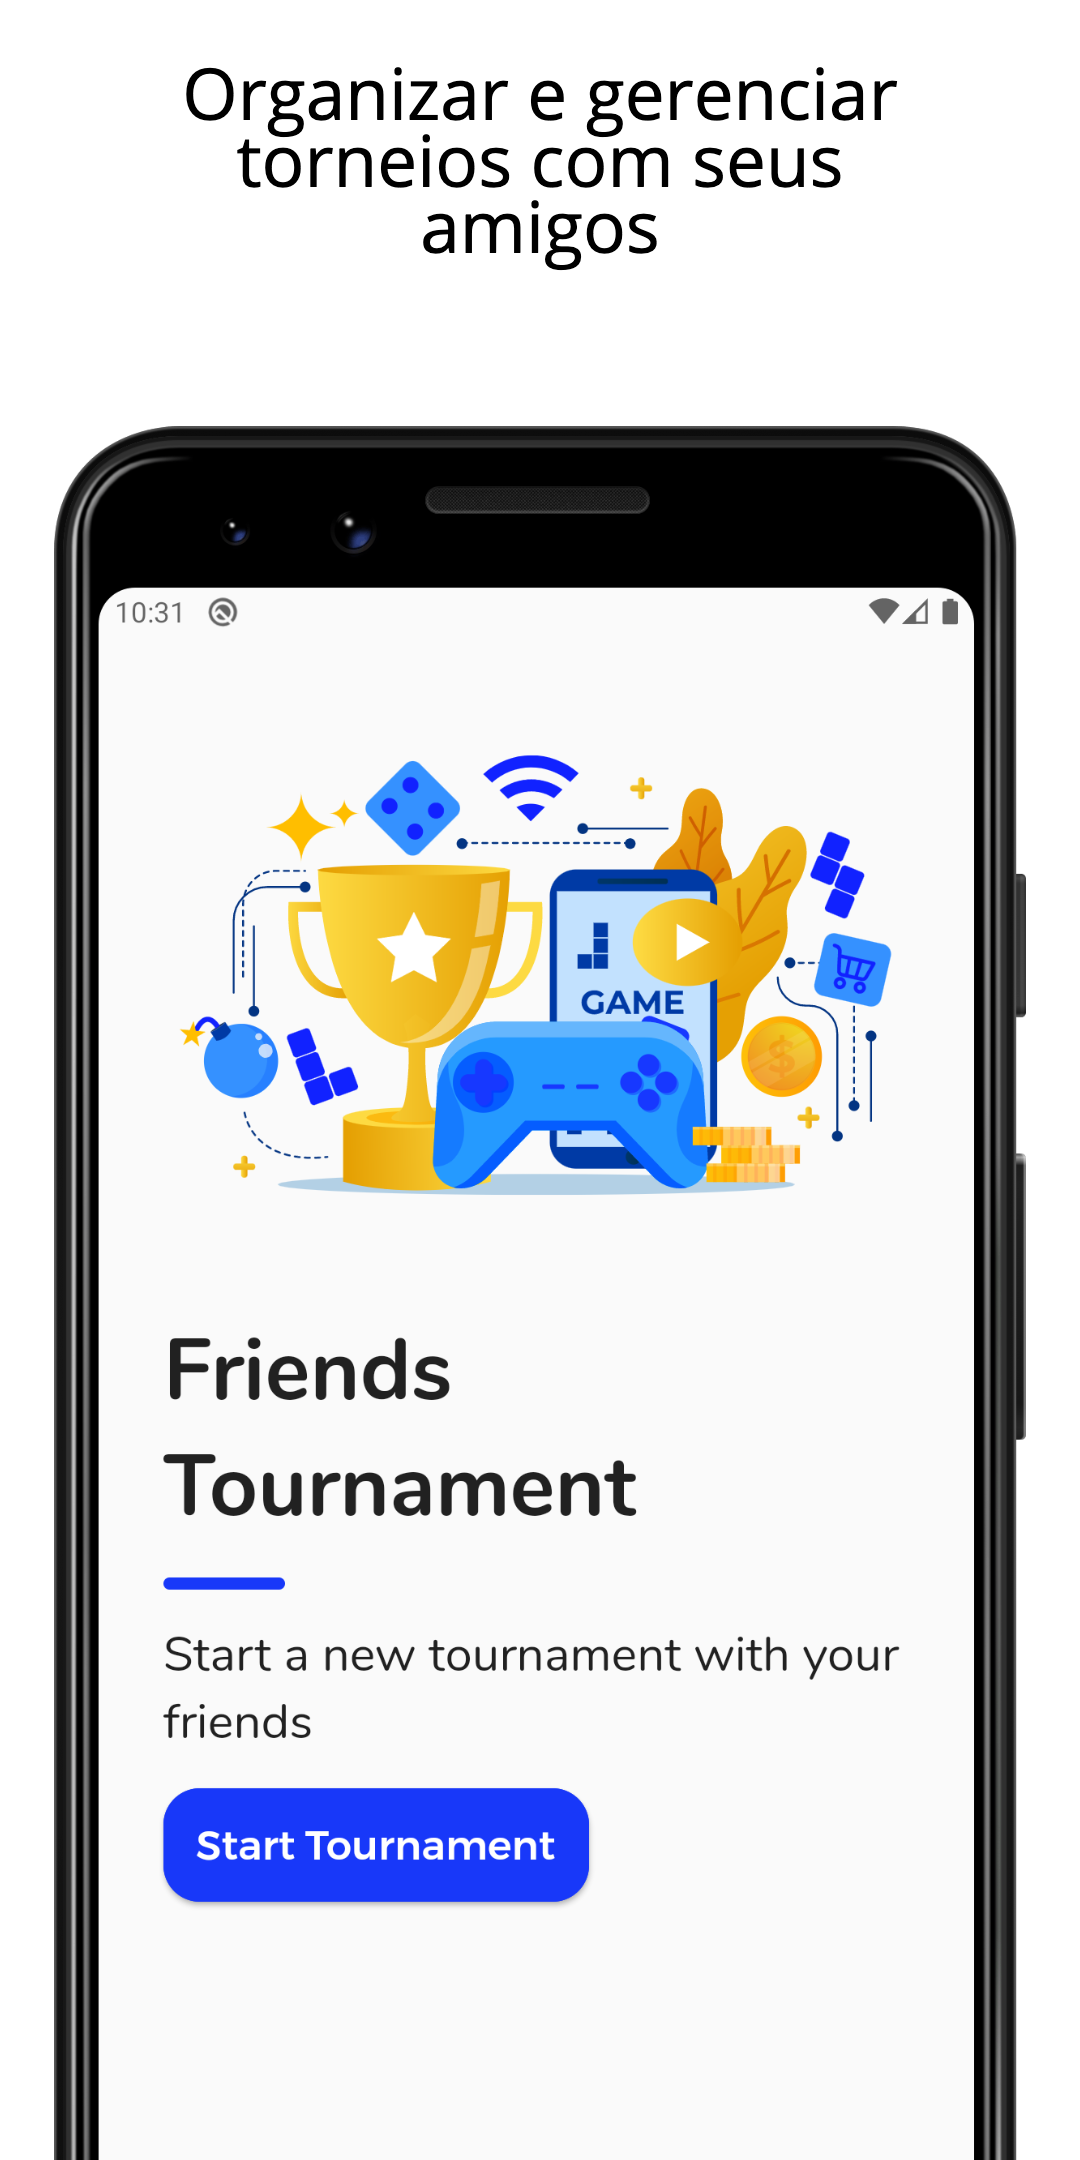 Organizar e gerenciar
torneios com seus
amigos
10:31
GAME
Friends
Tournament
Start a new tournament with your
friends
Start Tournament